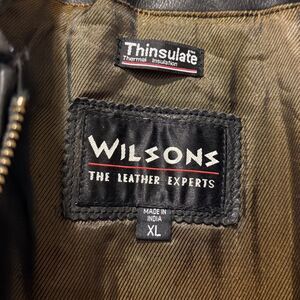 Thinsulate
Thermal Insulation
WILSONS
THE LEATHER EXPERTS
MADE IN
INDIA
XL